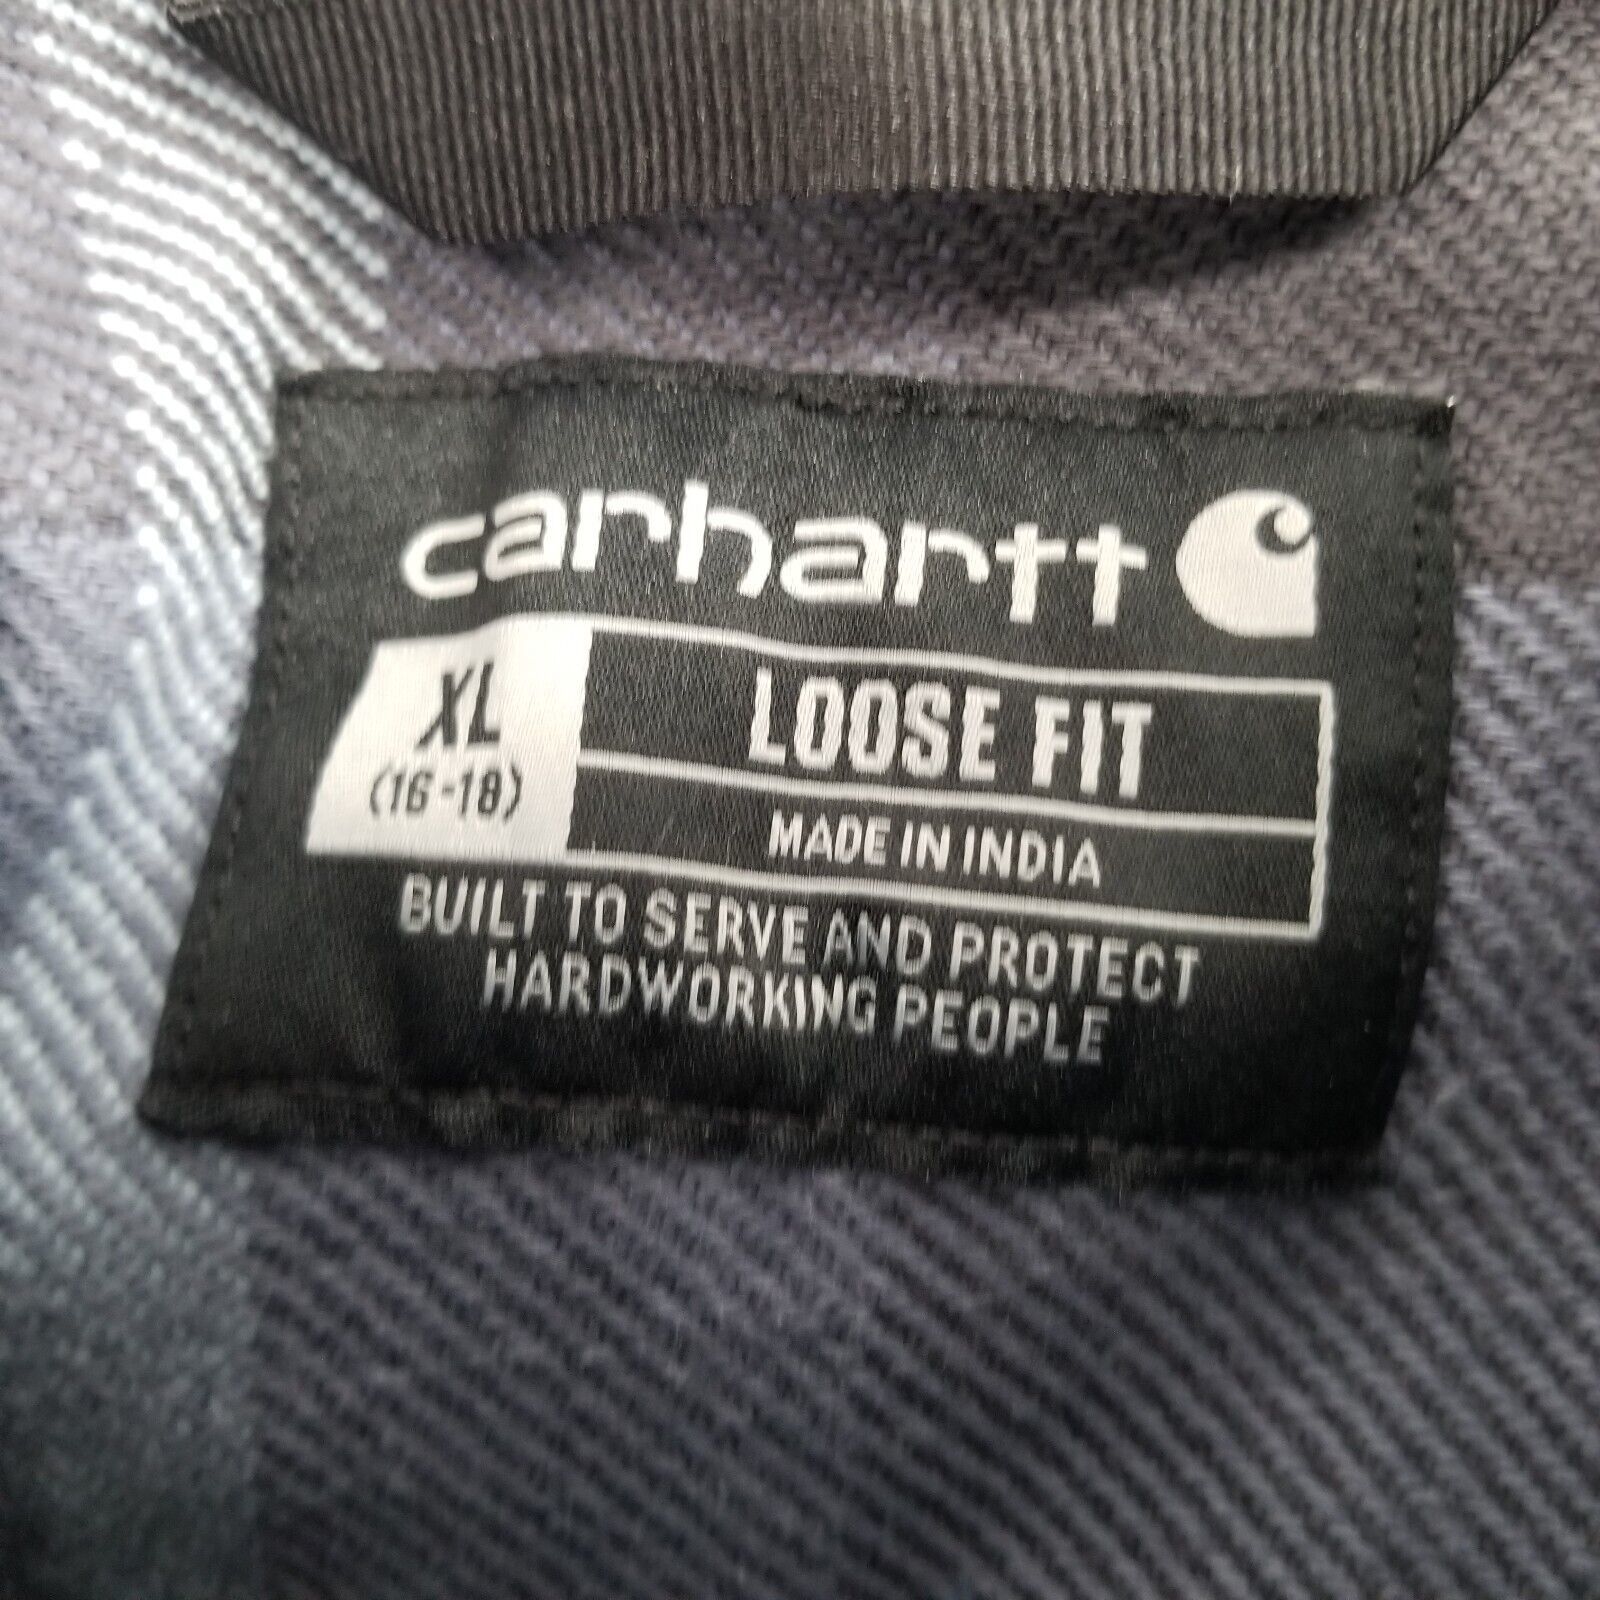 carhartt
XL
(16-18)
LOOSE FIT
MADE IN INDIA
BUILT TO SERVE AND PROTECT
HARDWORKING PEOPLE